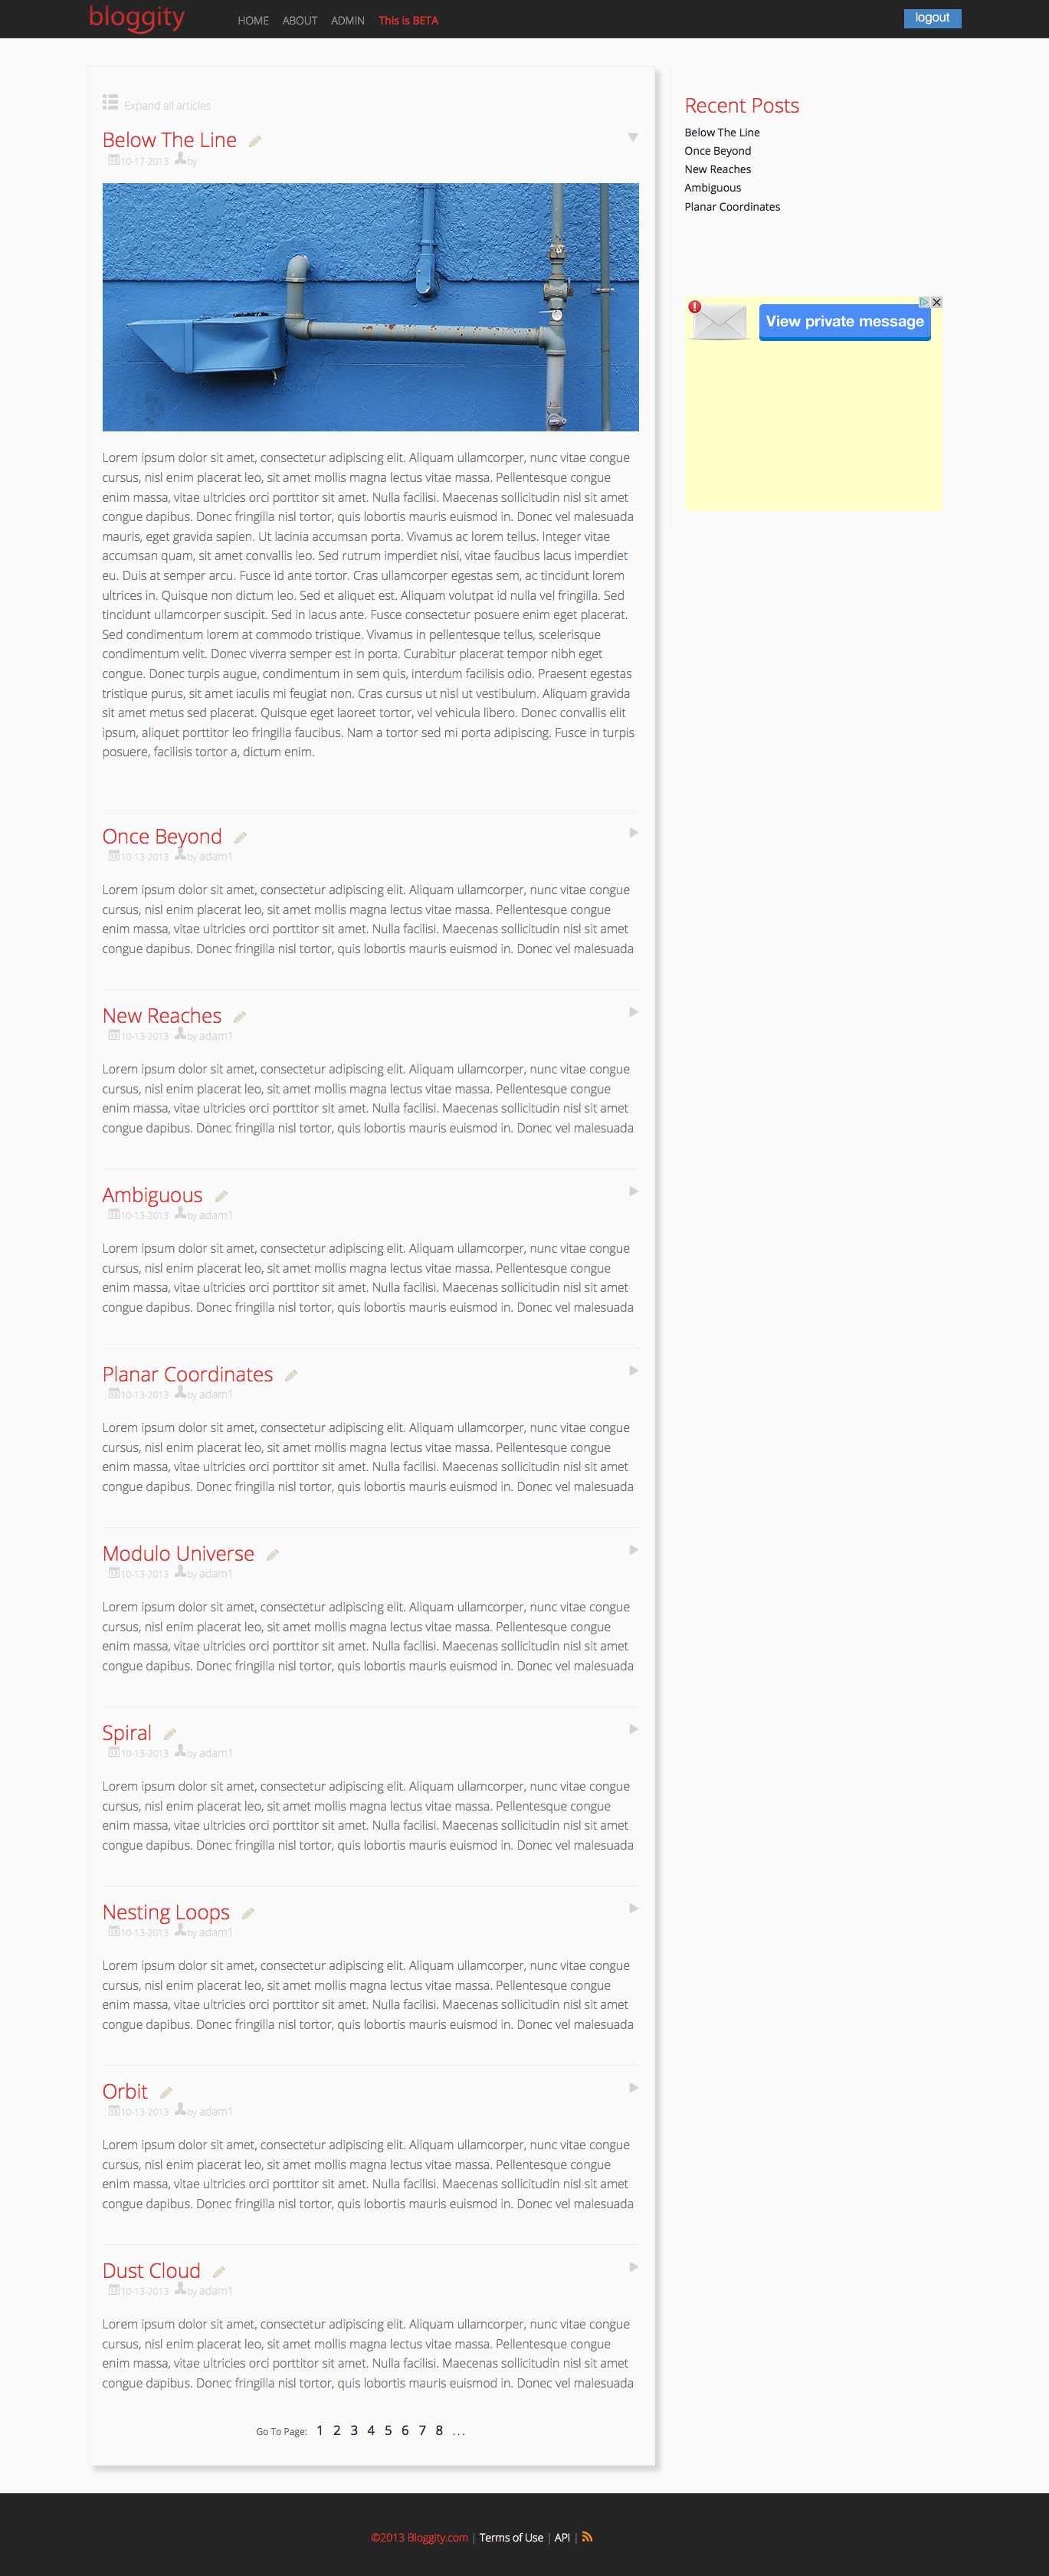 bloggity
HOME ABOUT ADMIN This is BETA
logout
Expand all articles
Below The Line
10-17-2013 by
Lorem ipsum dolor sit amet, consectetur adipiscing elit. Aliquam ullamcorper, nunc vitae congue
cursus, nisl enim placerat leo, sit amet mollis magna lectus vitae massa. Pellentesque congue
enim massa, vitae ultricies orci porttitor sit amet. Nulla facilisi. Maecenas sollicitudin nisl sit amet
congue dapibus. Donec fringilla nisl tortor, quis lobortis mauris euismod in. Donec vel malesuada
mauris, eget gravida sapien. Ut lacinia accumsan porta. Vivamus ac lorem tellus. Integer vitae
accumsan quam, sit amet convallis leo. Sed rutrum imperdiet nisi, vitae faucibus lacus imperdiet
eu. Duis at semper arcu. Fusce id ante tortor. Cras ullamcorper egestas sem, ac tincidunt lorem
ultrices in. Quisque non dictum leo. Sed et aliquet est. Aliquam volutpat id nulla vel fringilla. Sed
tincidunt ullamcorper suscipit. Sed in lacus ante. Fusce consectetur posuere enim eget placerat.
Sed condimentum lorem at commodo tristique. Vivamus in pellentesque tellus, scelerisque
condimentum velit. Donec viverra semper est in porta. Curabitur placerat tempor nibh eget
congue. Donec turpis augue, condimentum in sem quis, interdum facilisis odio. Praesent egestas
tristique purus, sit amet iaculis mi feugiat non. Cras cursus ut nisl ut vestibulum. Aliquam gravida
sit amet metus sed placerat. Quisque eget laoreet tortor, vel vehicula libero. Donec convallis elit
ipsum, aliquet porttitor leo fringilla faucibus. Nam a tortor sed mi porta adipiscing. Fusce in turpis
posuere, facilisis tortor a, dictum enim.
Once Beyond
10-13-2013 by adam1
Lorem ipsum dolor sit amet, consectetur adipiscing elit. Aliquam ullamcorper, nunc vitae congue
cursus, nisl enim placerat leo, sit amet mollis magna lectus vitae massa. Pellentesque congue
enim massa, vitae ultricies orci porttitor sit amet. Nulla facilisi. Maecenas sollicitudin nisl sit amet
congue dapibus. Donec fringilla nisl tortor, quis lobortis mauris euismod in. Donec vel malesuada
New Reaches
10-13-2013 by adam1
Lorem ipsum dolor sit amet, consectetur adipiscing elit. Aliquam ullamcorper, nunc vitae congue
cursus, nisl enim placerat leo, sit amet mollis magna lectus vitae massa. Pellentesque congue
enim massa, vitae ultricies orci porttitor sit amet. Nulla facilisi. Maecenas sollicitudin nisl sit amet
congue dapibus. Donec fringilla nisl tortor, quis lobortis mauris euismod in. Donec vel malesuada
Ambiguous
10-13-2013 by adam1
Lorem ipsum dolor sit amet, consectetur adipiscing elit. Aliquam ullamcorper, nunc vitae congue
cursus, nisl enim placerat leo, sit amet mollis magna lectus vitae massa. Pellentesque congue
enim massa, vitae ultricies orci porttitor sit amet. Nulla facilisi. Maecenas sollicitudin nisl sit amet
congue dapibus. Donec fringilla nisl tortor, quis lobortis mauris euismod in. Donec vel malesuada
Planar Coordinates
10-13-2013 by adam1
Lorem ipsum dolor sit amet, consectetur adipiscing elit. Aliquam ullamcorper, nunc vitae congue
cursus, nisl enim placerat leo, sit amet mollis magna lectus vitae massa. Pellentesque congue
enim massa, vitae ultricies orci porttitor sit amet. Nulla facilisi. Maecenas sollicitudin nisl sit amet
congue dapibus. Donec fringilla nisl tortor, quis lobortis mauris euismod in. Donec vel malesuada
Modulo Universe
10-13-2013 by adam1
Lorem ipsum dolor sit amet, consectetur adipiscing elit. Aliquam ullamcorper, nunc vitae congue
cursus, nisl enim placerat leo, sit amet mollis magna lectus vitae massa. Pellentesque congue
enim massa, vitae ultricies orci porttitor sit amet. Nulla facilisi. Maecenas sollicitudin nisl sit amet
congue dapibus. Donec fringilla nisl tortor, quis lobortis mauris euismod in. Donec vel malesuada
Spiral
10-13-2013 by adam1
Lorem ipsum dolor sit amet, consectetur adipiscing elit. Aliquam ullamcorper, nunc vitae congue
cursus, nisl enim placerat leo, sit amet mollis magna lectus vitae massa. Pellentesque congue
enim massa, vitae ultricies orci porttitor sit amet. Nulla facilisi. Maecenas sollicitudin nisl sit amet
congue dapibus. Donec fringilla nisl tortor, quis lobortis mauris euismod in. Donec vel malesuada
Nesting Loops
10-13-2013 by adam1
Lorem ipsum dolor sit amet, consectetur adipiscing elit. Aliquam ullamcorper, nunc vitae congue
cursus, nisl enim placerat leo, sit amet mollis magna lectus vitae massa. Pellentesque congue
enim massa, vitae ultricies orci porttitor sit amet. Nulla facilisi. Maecenas sollicitudin nisl sit amet
congue dapibus. Donec fringilla nisl tortor, quis lobortis mauris euismod in. Donec vel malesuada
Orbit
10-13-2013 by adam1
Lorem ipsum dolor sit amet, consectetur adipiscing elit. Aliquam ullamcorper, nunc vitae congue
cursus, nisl enim placerat leo, sit amet mollis magna lectus vitae massa. Pellentesque congue
enim massa, vitae ultricies orci porttitor sit amet. Nulla facilisi. Maecenas sollicitudin nisl sit amet
congue dapibus. Donec fringilla nisl tortor, quis lobortis mauris euismod in. Donec vel malesuada
Dust Cloud
10-13-2013 by adam1
Lorem ipsum dolor sit amet, consectetur adipiscing elit. Aliquam ullamcorper, nunc vitae congue
cursus, nisl enim placerat leo, sit amet mollis magna lectus vitae massa. Pellentesque congue
enim massa, vitae ultricies orci porttitor sit amet. Nulla facilisi. Maecenas sollicitudin nisl sit amet
congue dapibus. Donec fringilla nisl tortor, quis lobortis mauris euismod in. Donec vel malesuada
Go To Page: 1 2 3 4 5 6 7 8 ...
Recent Posts
Below The Line
Once Beyond
New Reaches
Ambiguous
Planar Coordinates
View private message
©2013 Bloggity.com | Terms of Use | API |